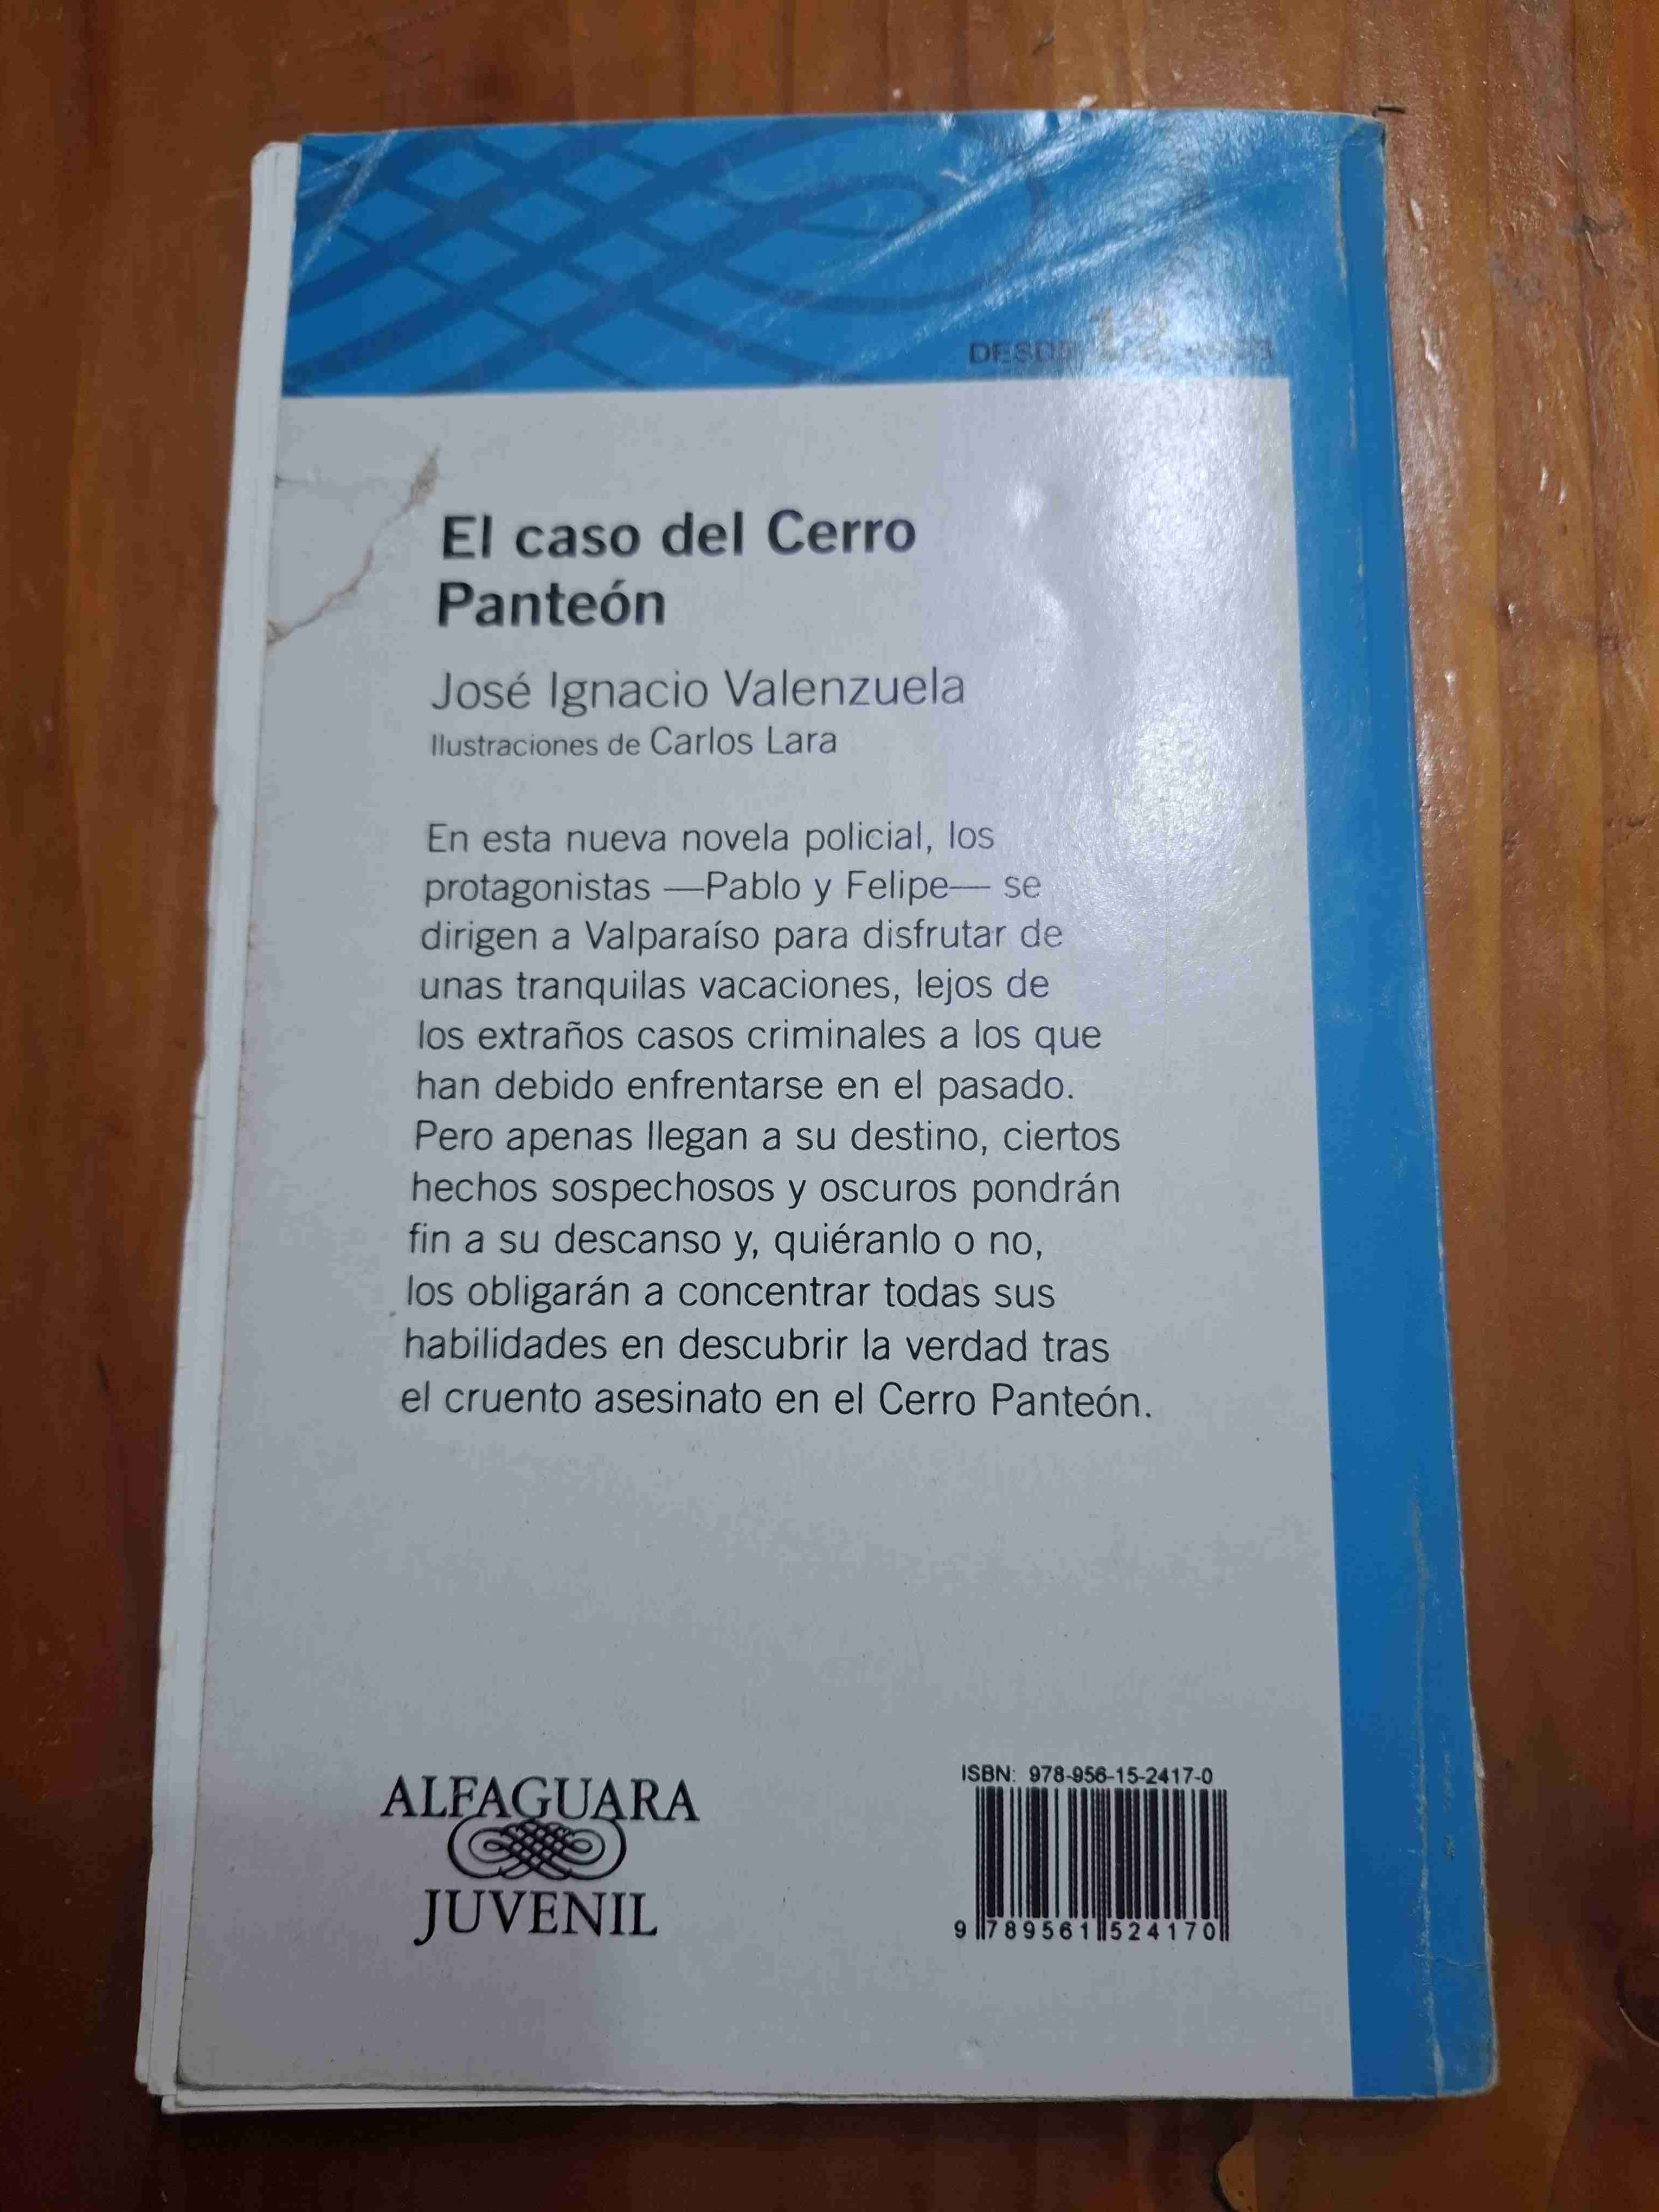 DESDE 12 AÑOS
El caso del Cerro
Panteón
José Ignacio Valenzuela
Ilustraciones de Carlos Lara
En esta nueva novela policial, los
protagonistas —Pablo y Felipe— se
dirigen a Valparaíso para disfrutar de
unas tranquilas vacaciones, lejos de
los extraños casos criminales a los que
han debido enfrentarse en el pasado.
Pero apenas llegan a su destino, ciertos
hechos sospechosos y oscuros pondrán
fin a su descanso y, quiéranlo o no,
los obligarán a concentrar todas sus
habilidades en descubrir la verdad tras
el cruento asesinato en el Cerro Panteón.
ALFAGUARA
JUVENIL
ISBN: 978-956-15-2417-0
9 789561 524170